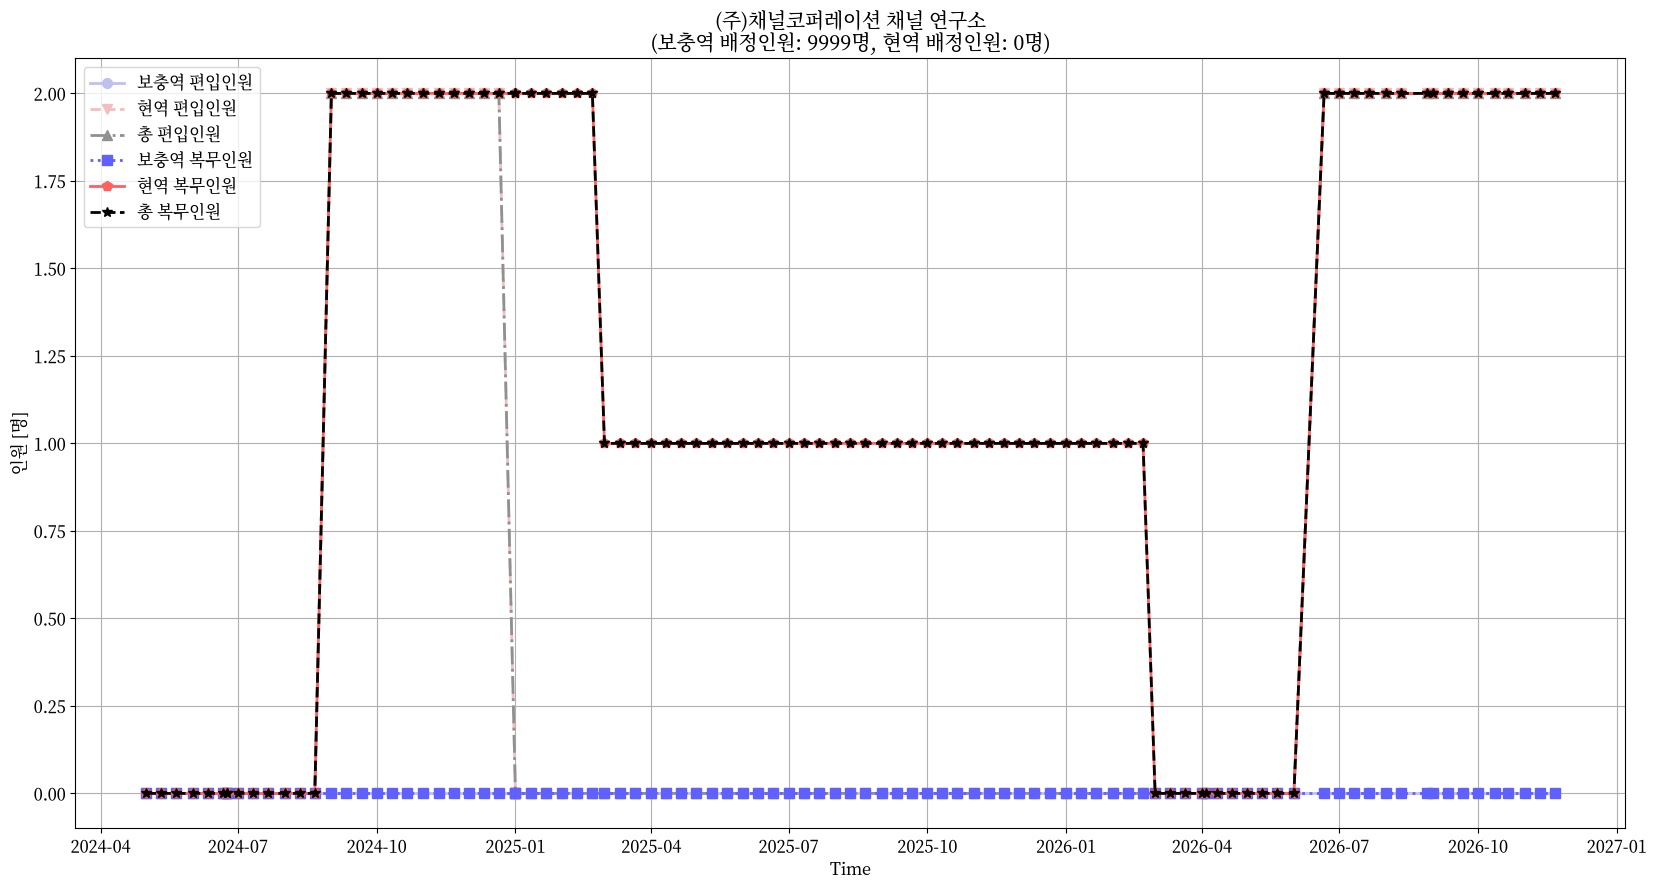 (주)채널코퍼레이션 채널 연구소
(보충역 배정인원: 9999명, 현역 배정인원: 0명)
보충역 편입인원
현역 편입인원
총 편입인원
보충역 복무인원
현역 복무인원
총 복무인원
인원 [명]
2.00
1.75
1.50
1.25
1.00
0.75
0.50
0.25
0.00
2024-04 2024-07 2024-10 2025-01 2025-04 2025-07 2025-10 2026-01 2026-04 2026-07 2026-10 2027-01
Time